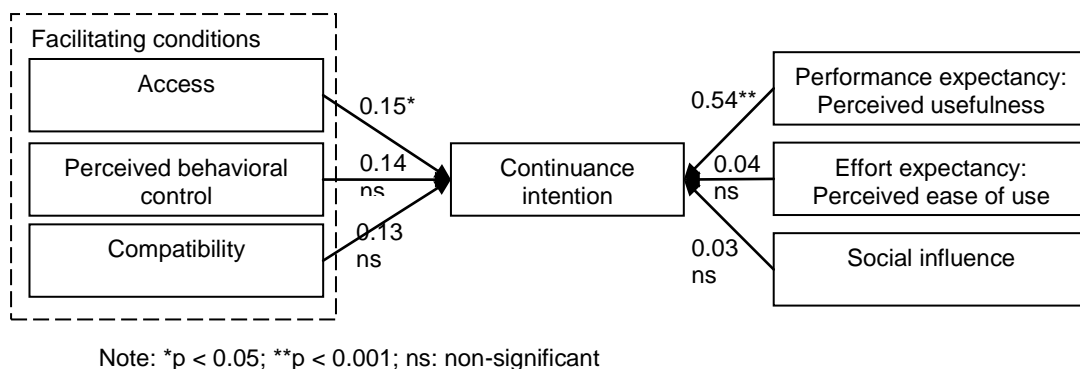 Facilitating conditions
Access
0.15*
Perceived behavioral
control
0.14
ns
Compatibility
0.13
ns
Continuance
intention
Performance expectancy:
Perceived usefulness
0.54**
Effort expectancy:
Perceived ease of use
0.04
ns
Social influence
0.03
ns
Note: *p < 0.05; **p < 0.001; ns: non-significant